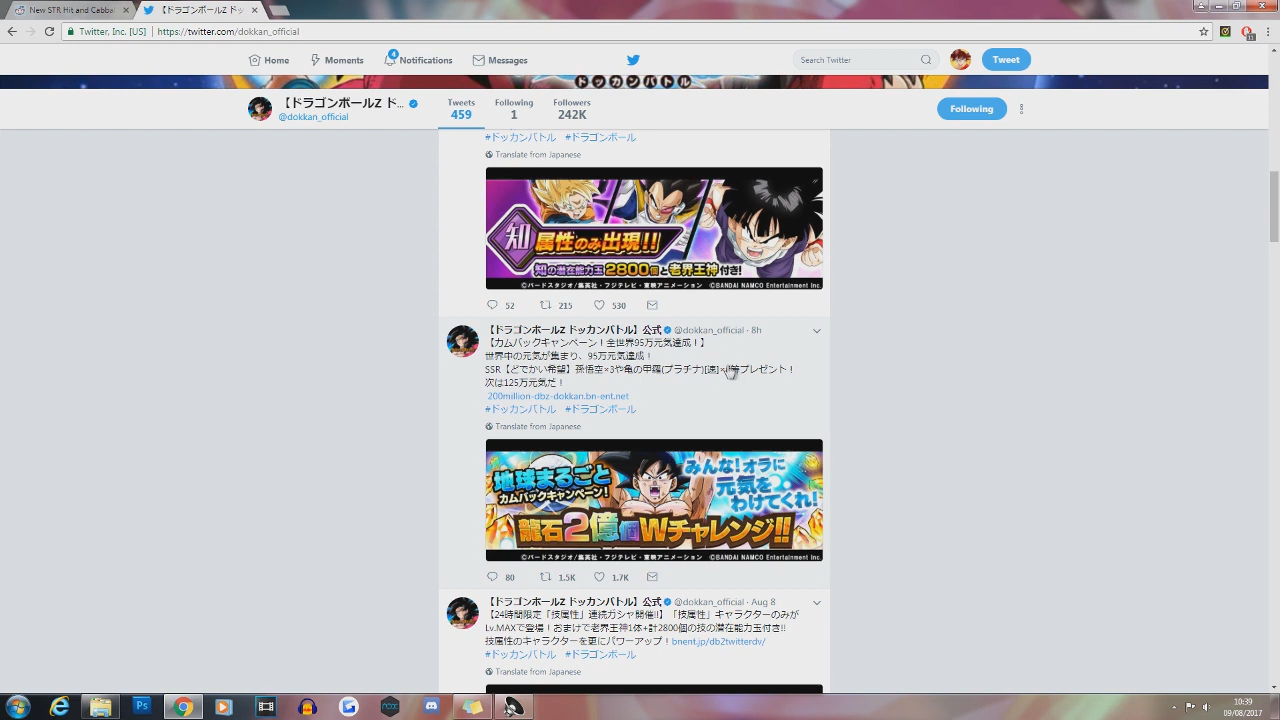 New STR Hit and Cabba
【ドラゴンボールZ ド
Twitter, Inc. [US] https://twitter.com/dokkan_official
Home
Moments
4
Notifications
Messages
Search Twitter
Tweet
ドッカンバトル
【ドラゴンボールZ ド...
@dokkan_official
Tweets
459
Following
1
Followers
242K
Following
#ドッカンバトル #ドラゴンボール
Translate from Japanese
知
属性のみ出現!!
知の潜在能力玉2800個と老界王神付き!
©バードスタジオ/集英社・フジテレビ・東映アニメーション ©BANDAI NAMCO Entertainment Inc.
52 215 530
【ドラゴンボールZ ドッカンバトル】公式 @dokkan_official · 8h
【カムバックキャンペーン！全世界95万元気達成！】
世界中の元気が集まり、95万元気達成！
SSR【どでかい希望】孫悟空×3や亀の甲羅(プラチナ)[速]×等プレゼント！
次は125万元気だ！
200million-dbz-dokkan.bn-ent.net
#ドッカンバトル #ドラゴンボール
Translate from Japanese
地球まるごと
カムバックキャンペーン!
みんな!オラに
元気を
わけてくれ!
龍石2億個Wチャレンジ!!
©バードスタジオ/集英社・フジテレビ・東映アニメーション ©BANDAI NAMCO Entertainment Inc.
80 1.5K 1.7K
【ドラゴンボールZ ドッカンバトル】公式 @dokkan_official · Aug 8
【24時間限定「技属性」連続ガシャ開催!!】「技属性」キャラクターのみが
Lv.MAXで登場！おまけで老界王神1体+計2800個の技の潜在能力玉付き!!
技属性のキャラクターを更にパワーアップ！bnent.jp/db2twitterdv/
#ドッカンバトル #ドラゴンボール
Translate from Japanese
Ps
nox
10:39
09/08/2017